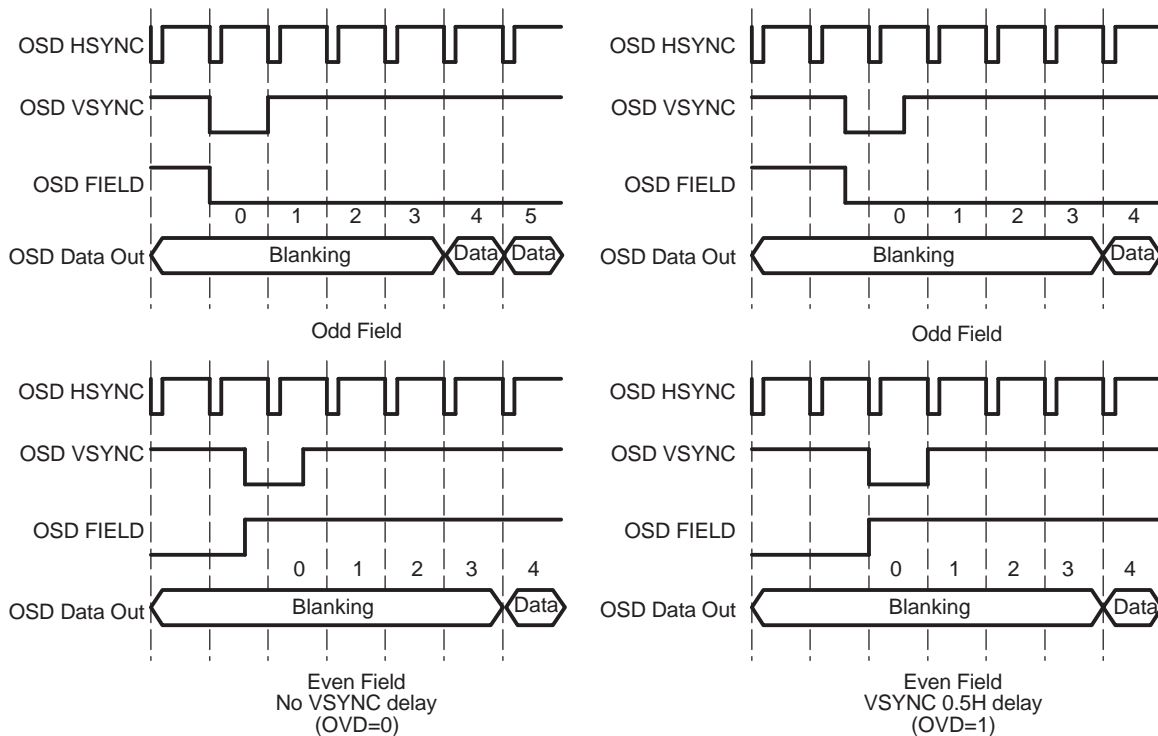 OSD HSYNC
OSD VSYNC
OSD FIELD
0 1 2 3 4 5
OSD Data Out Blanking Data Data
Odd Field
OSD HSYNC
OSD VSYNC
OSD FIELD
0 1 2 3 4
OSD Data Out Blanking Data
Odd Field
OSD HSYNC
OSD VSYNC
OSD FIELD
0 1 2 3 4
OSD Data Out Blanking Data
Even Field
No VSYNC delay
(OVD=0)
OSD HSYNC
OSD VSYNC
OSD FIELD
0 1 2 3 4
OSD Data Out Blanking Data
Even Field
VSYNC 0.5H delay
(OVD=1)